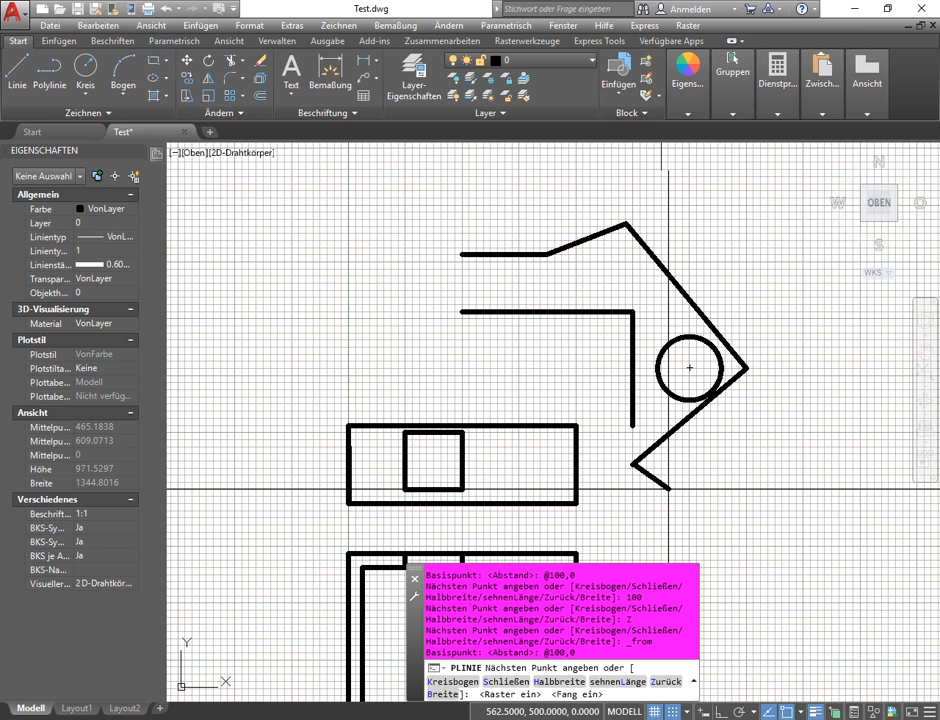 Test.dwg
Stichwort oder Frage
Anmelden
Datei Bearbeiten Ansicht Einfügen Format Extras Zeichnen Bemaßung Ändern Parametrisch Fenster Hilfe Express Raster
Start Einfügen Beschriften Parametrisch Ansicht Verwalten Ausgabe Add-ins Zusammenarbeiten Rasterwerkzeuge Express Tools Verfügbare Apps
0
Linie Polylinie Kreis Bogen Text Bemaßung Layer-Eigenschaften Einfügen Eigens... Gruppen Dienstpr... Zwisch... Ansicht
Zeichnen Ändern Beschriftung Layer Block
Start Test*
EIGENSCHAFTEN
[−][Oben][2D-Drahtkörper]
Keine Auswahl
Allgemein
Farbe VonLayer
Layer 0
Linientyp VonL...
Linienty... 1
Linienstä... 0.60...
Transpar... VonLayer
Objekthö... 0
3D-Visualisierung
Material VonLayer
Plotstil
Plotstil VonFarbe
Plotstilta... Keine
Plottabe... Modell
Plottabe... Nicht verfüg...
Ansicht
Mittelpu... 465.1838
Mittelpu... 609.0713
Mittelpu... 0
Höhe 971.5297
Breite 1344.8016
Verschiedenes
Beschrift... 1:1
BKS-Sy... Ja
BKS-Sy... Ja
BKS je A... Ja
BKS-Na...
Visueller... 2D-Drahtkör...
N
W OBEN O
S
WKS
Basispunkt: <Abstand>: @100,0
Nächsten Punkt angeben oder [Kreisbogen/Schließen/
Halbbreite/sehnenLänge/Zurück/Breite]: 100
Nächsten Punkt angeben oder [Kreisbogen/Schließen/
Halbbreite/sehnenLänge/Zurück/Breite]: Z
Nächsten Punkt angeben oder [Kreisbogen/Schließen/
Halbbreite/sehnenLänge/Zurück/Breite]: _from
Basispunkt: <Abstand>: @100,0
PLINIE Nächsten Punkt angeben oder [
Kreisbogen Schließen Halbbreite sehnenLänge Zurück
Breite]: <Raster ein> <Fang ein>
Y
X
Modell Layout1 Layout2 +
562.5000, 500.0000, 0.0000 MODELL